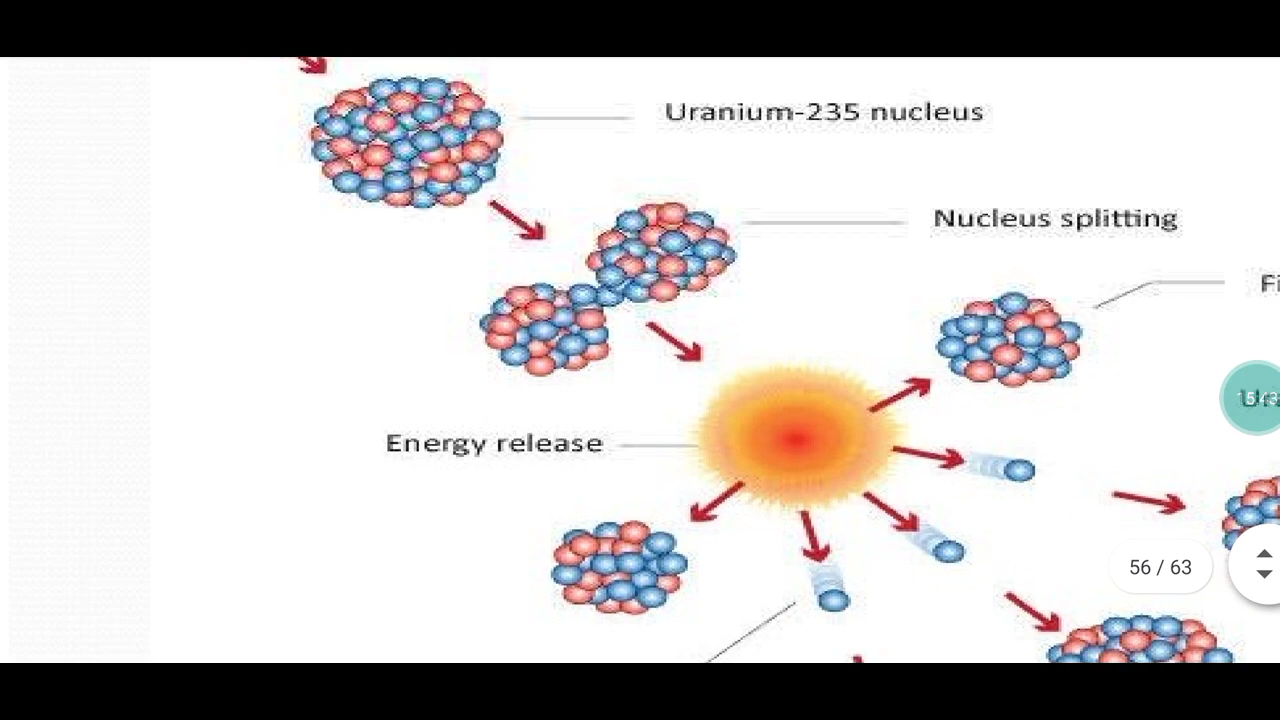 Uranium-235 nucleus
Nucleus splitting
Energy release
56 / 63